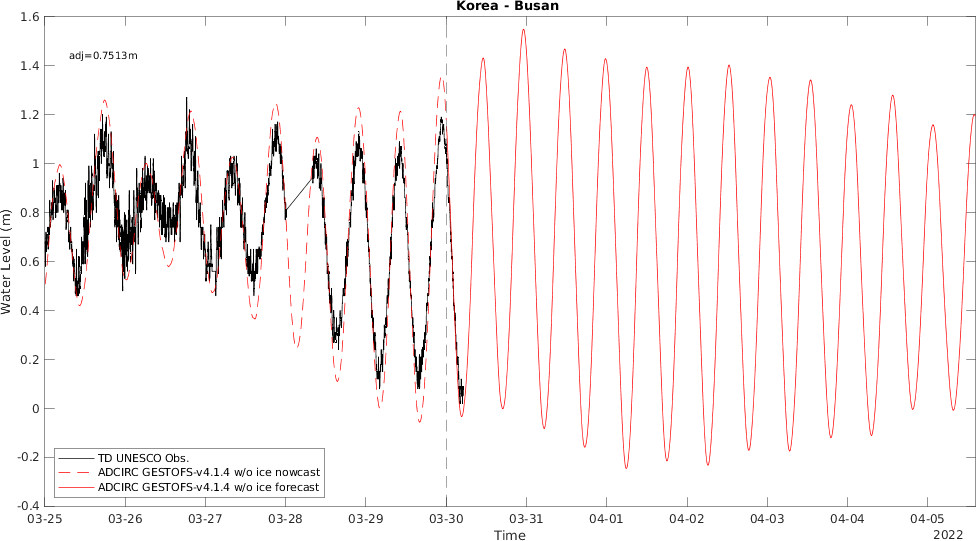 Korea - Busan
adj=0.7513m
Water Level (m)
1.6
1.4
1.2
1
0.8
0.6
0.4
0.2
0
-0.2
-0.4
TD UNESCO Obs.
ADCIRC GESTOFS-v4.1.4 w/o ice nowcast
ADCIRC GESTOFS-v4.1.4 w/o ice forecast
03-25 03-26 03-27 03-28 03-29 03-30 03-31 04-01 04-02 04-03 04-04 04-05
Time
2022